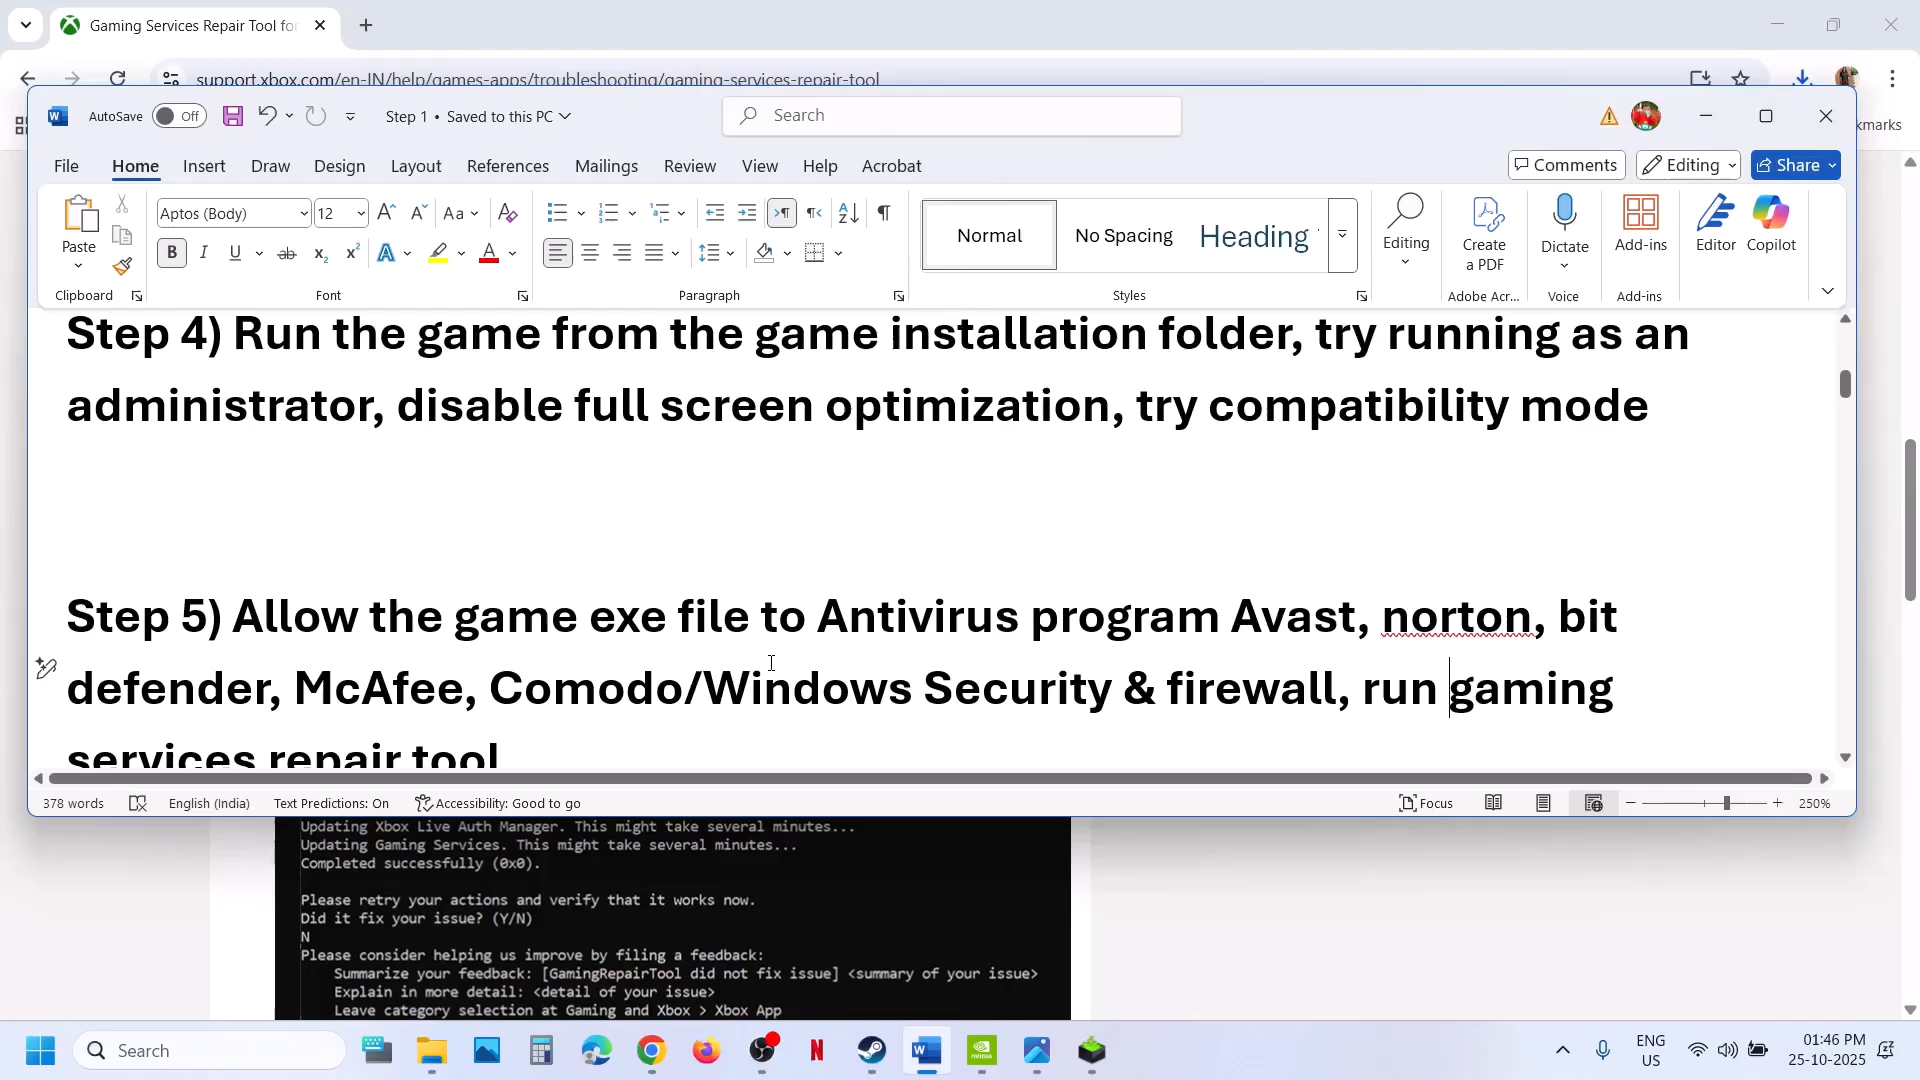 Gaming Services Repair Tool fo
support.xbox.com/en-IN/help/games-apps/troubleshooting/gaming-services-repair-tool
kmarks
AutoSave Off Step 1 • Saved to this PC Search
File Home Insert Draw Design Layout References Mailings Review View Help Acrobat Comments Editing Share
Paste
Clipboard
Aptos (Body) 12
Font
Paragraph
Normal No Spacing Heading
Styles
Editing
Create a PDF
Adobe Acr...
Dictate
Voice
Add-ins
Add-ins
Editor
Copilot
Step 4) Run the game from the game installation folder, try running as an
administrator, disable full screen optimization, try compatibility mode
Step 5) Allow the game exe file to Antivirus program Avast, norton, bit
defender, McAfee, Comodo/Windows Security & firewall, run gaming
services repair tool
378 words English (India) Text Predictions: On Accessibility: Good to go Focus 250%
Updating Xbox Live Auth Manager. This might take several minutes...
Updating Gaming Services. This might take several minutes...
Completed successfully (0x0).
Please retry your actions and verify that it works now.
Did it fix your issue? (Y/N)
N
Please consider helping us improve by filing a feedback:
Summarize your feedback: [GamingRepairTool did not fix issue] <summary of your issue>
Explain in more detail: <detail of your issue>
Leave category selection at Gaming and Xbox > Xbox App
Search
ENG
US
01:46 PM
25-10-2025